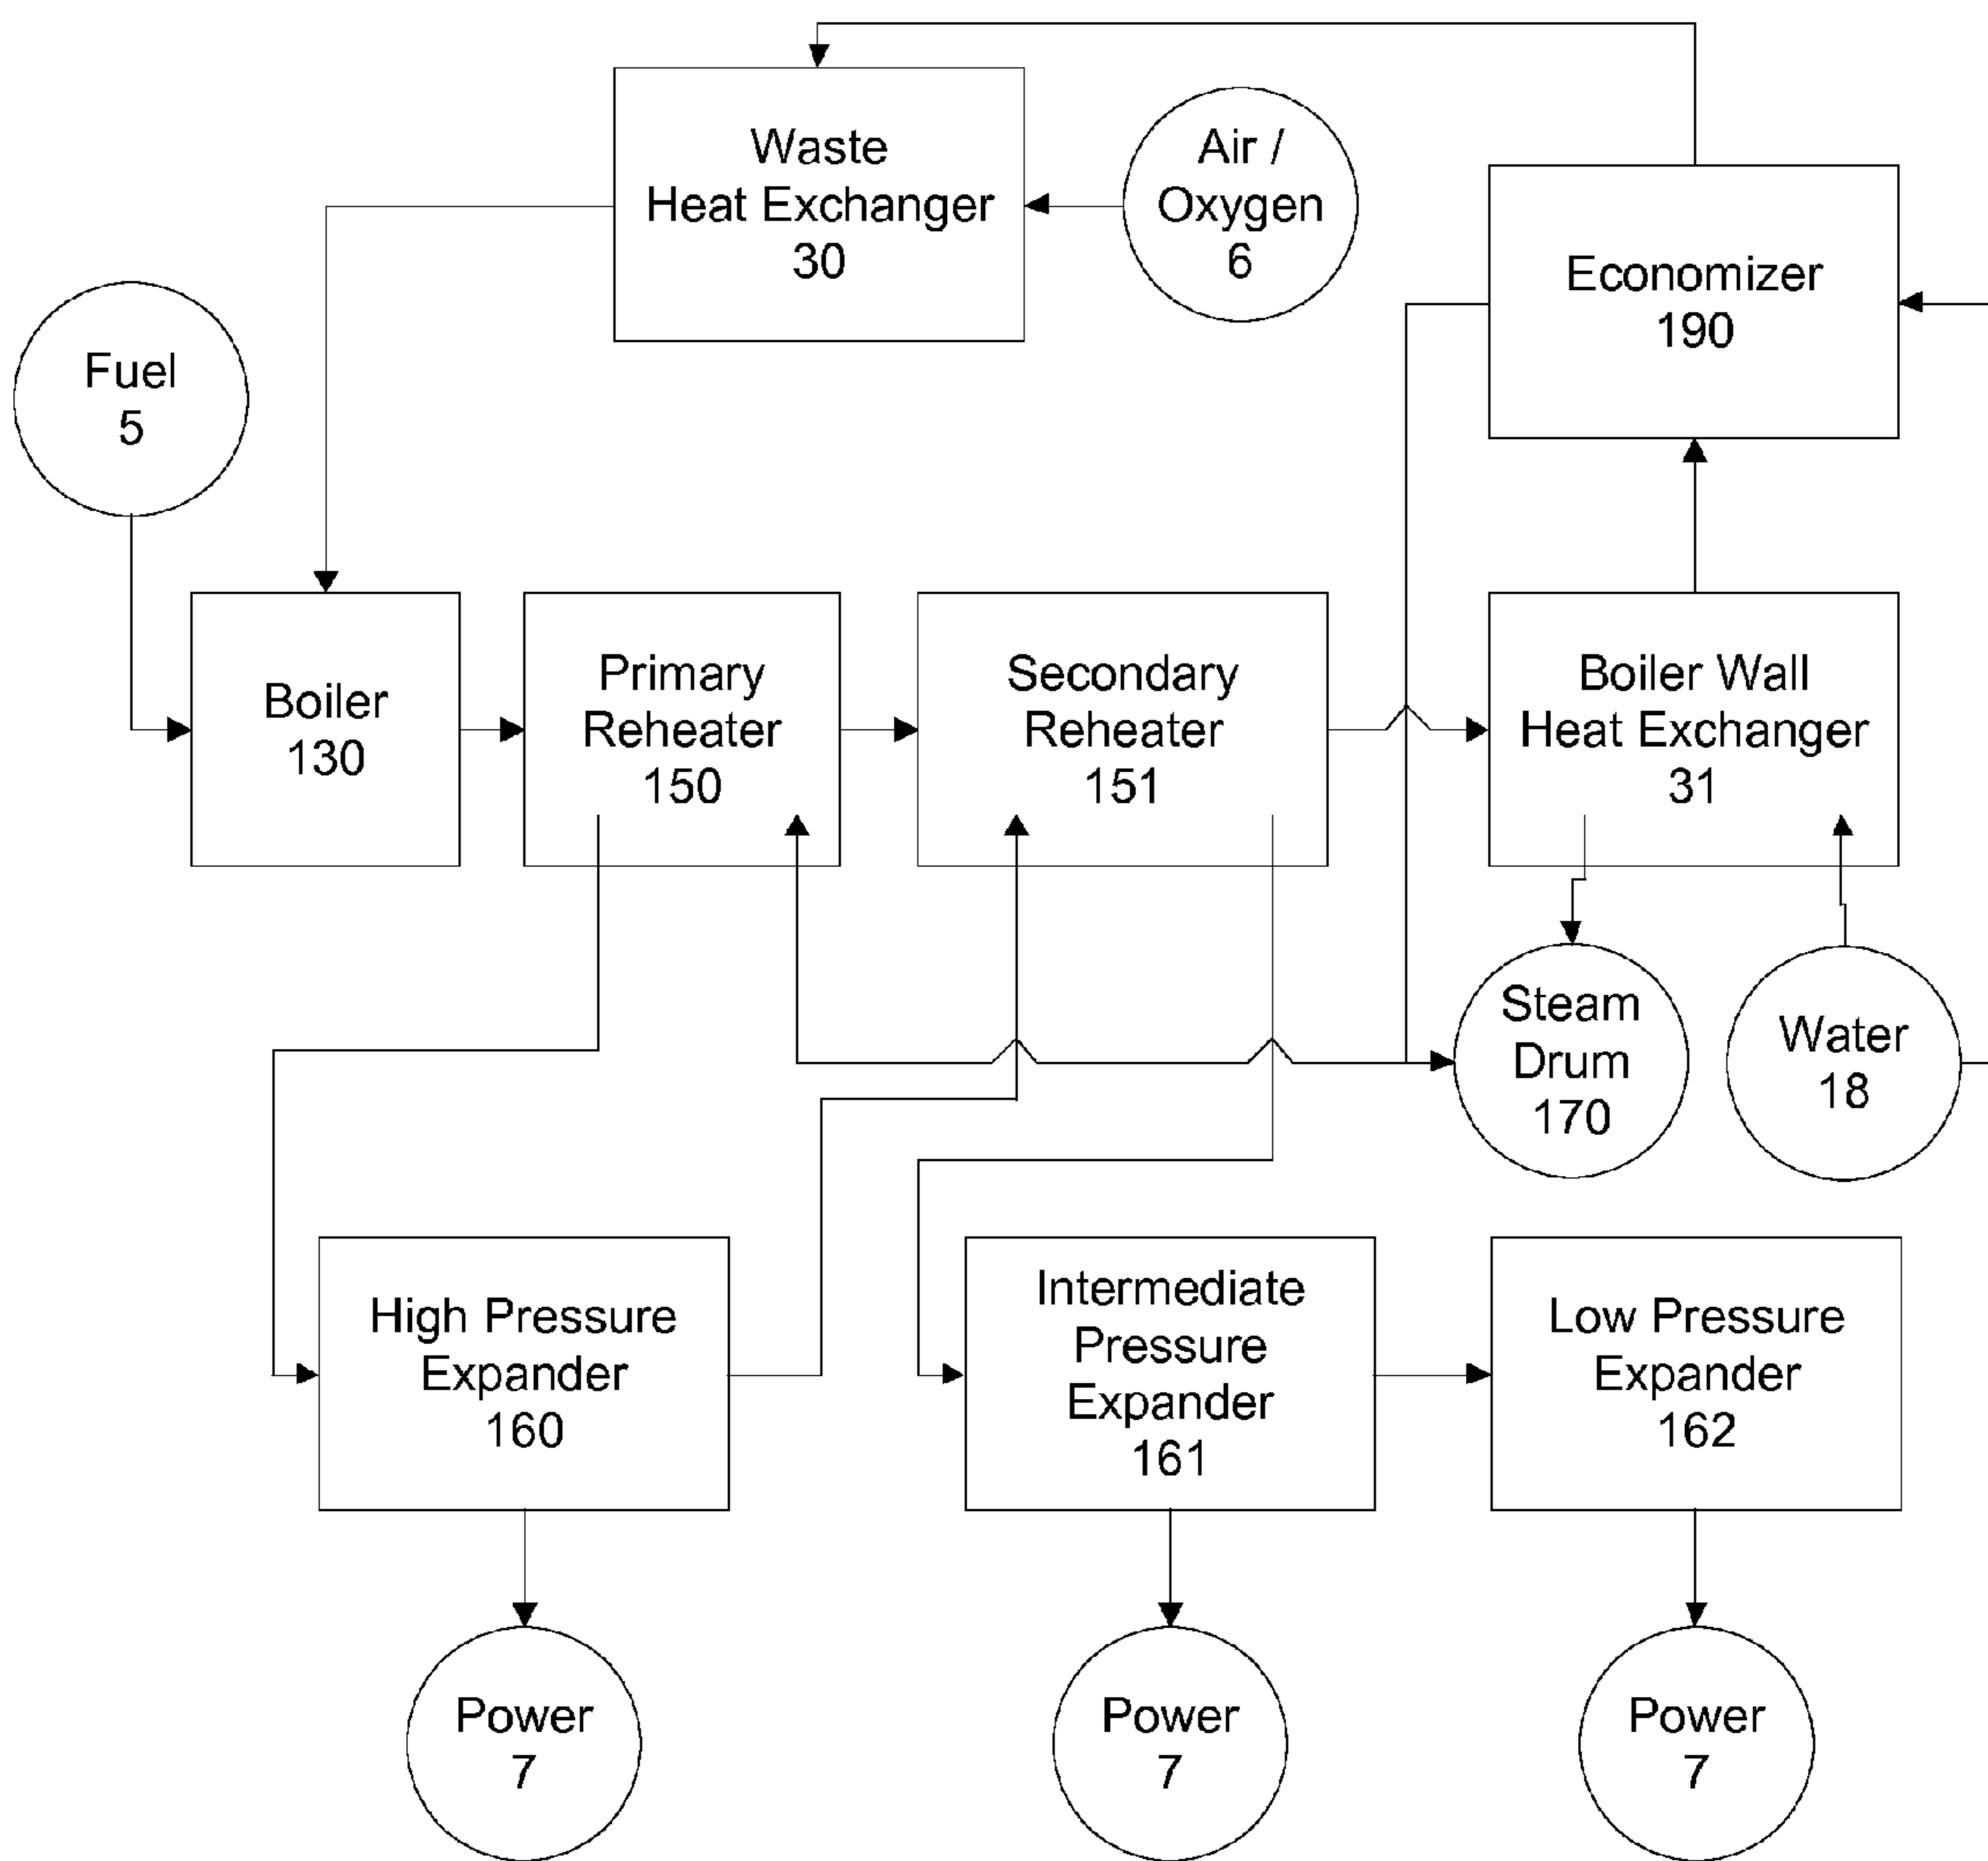 Waste
Heat Exchanger
30
Air /
Oxygen
6
Economizer
190
Fuel
5
Boiler
130
Primary
Reheater
150
Secondary
Reheater
151
Boiler Wall
Heat Exchanger
31
Steam
Drum
170
Water
18
High Pressure
Expander
160
Intermediate
Pressure
Expander
161
Low Pressure
Expander
162
Power
7
Power
7
Power
7